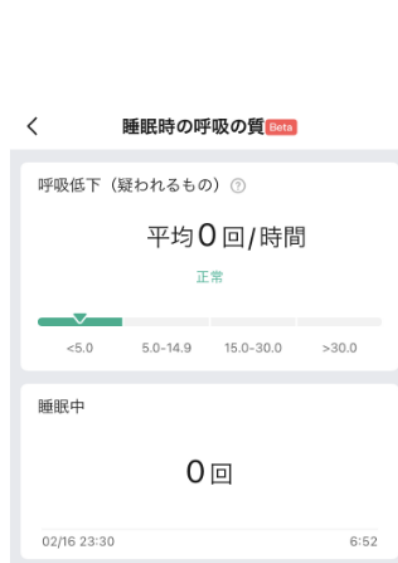 睡眠時の呼吸の質 Beta
呼吸低下（疑われるもの） ?
平均0回/時間
正常
<5.0 5.0-14.9 15.0-30.0 >30.0
睡眠中
0回
02/16 23:30 6:52